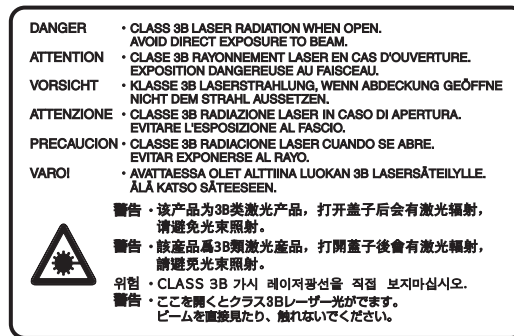 DANGER · CLASS 3B LASER RADIATION WHEN OPEN.
AVOID DIRECT EXPOSURE TO BEAM.
ATTENTION · CLASE 3B RAYONNEMENT LASER EN CAS D'OUVERTURE.
EXPOSITION DANGEREUSE AU FAISCEAU.
VORSICHT · KLASSE 3B LASERSTRAHLUNG, WENN ABDECKUNG GEÖFFNE
NICHT DEM STRAHL AUSSETZEN.
ATTENZIONE · CLASSE 3B RADIAZIONE LASER IN CASO DI APERTURA.
EVITARE L'ESPOSIZIONE AL FASCIO.
PRECAUCION · CLASSE 3B RADIACIONE LASER CUANDO SE ABRE.
EVITAR EXPONERSE AL RAYO.
VARO! · AVATTAESSA OLET ALTTIINA LUOKAN 3B LASERSÄTEILYLLE.
ÄLÄ KATSO SÄTEESEEN.
警告 · 该产品为3B类激光产品，打开盖子后会有激光辐射，
请避免光束照射。
警告 · 該産品爲3B類激光産品，打開蓋子後會有激光輻射，
請避免光束照射。
위험 · CLASS 3B 가시 레이저광선을 직접 보지마십시오.
警告 · ここを開くとクラス3Bレーザー光がでます。
ビームを直接見たり、触れないでください。